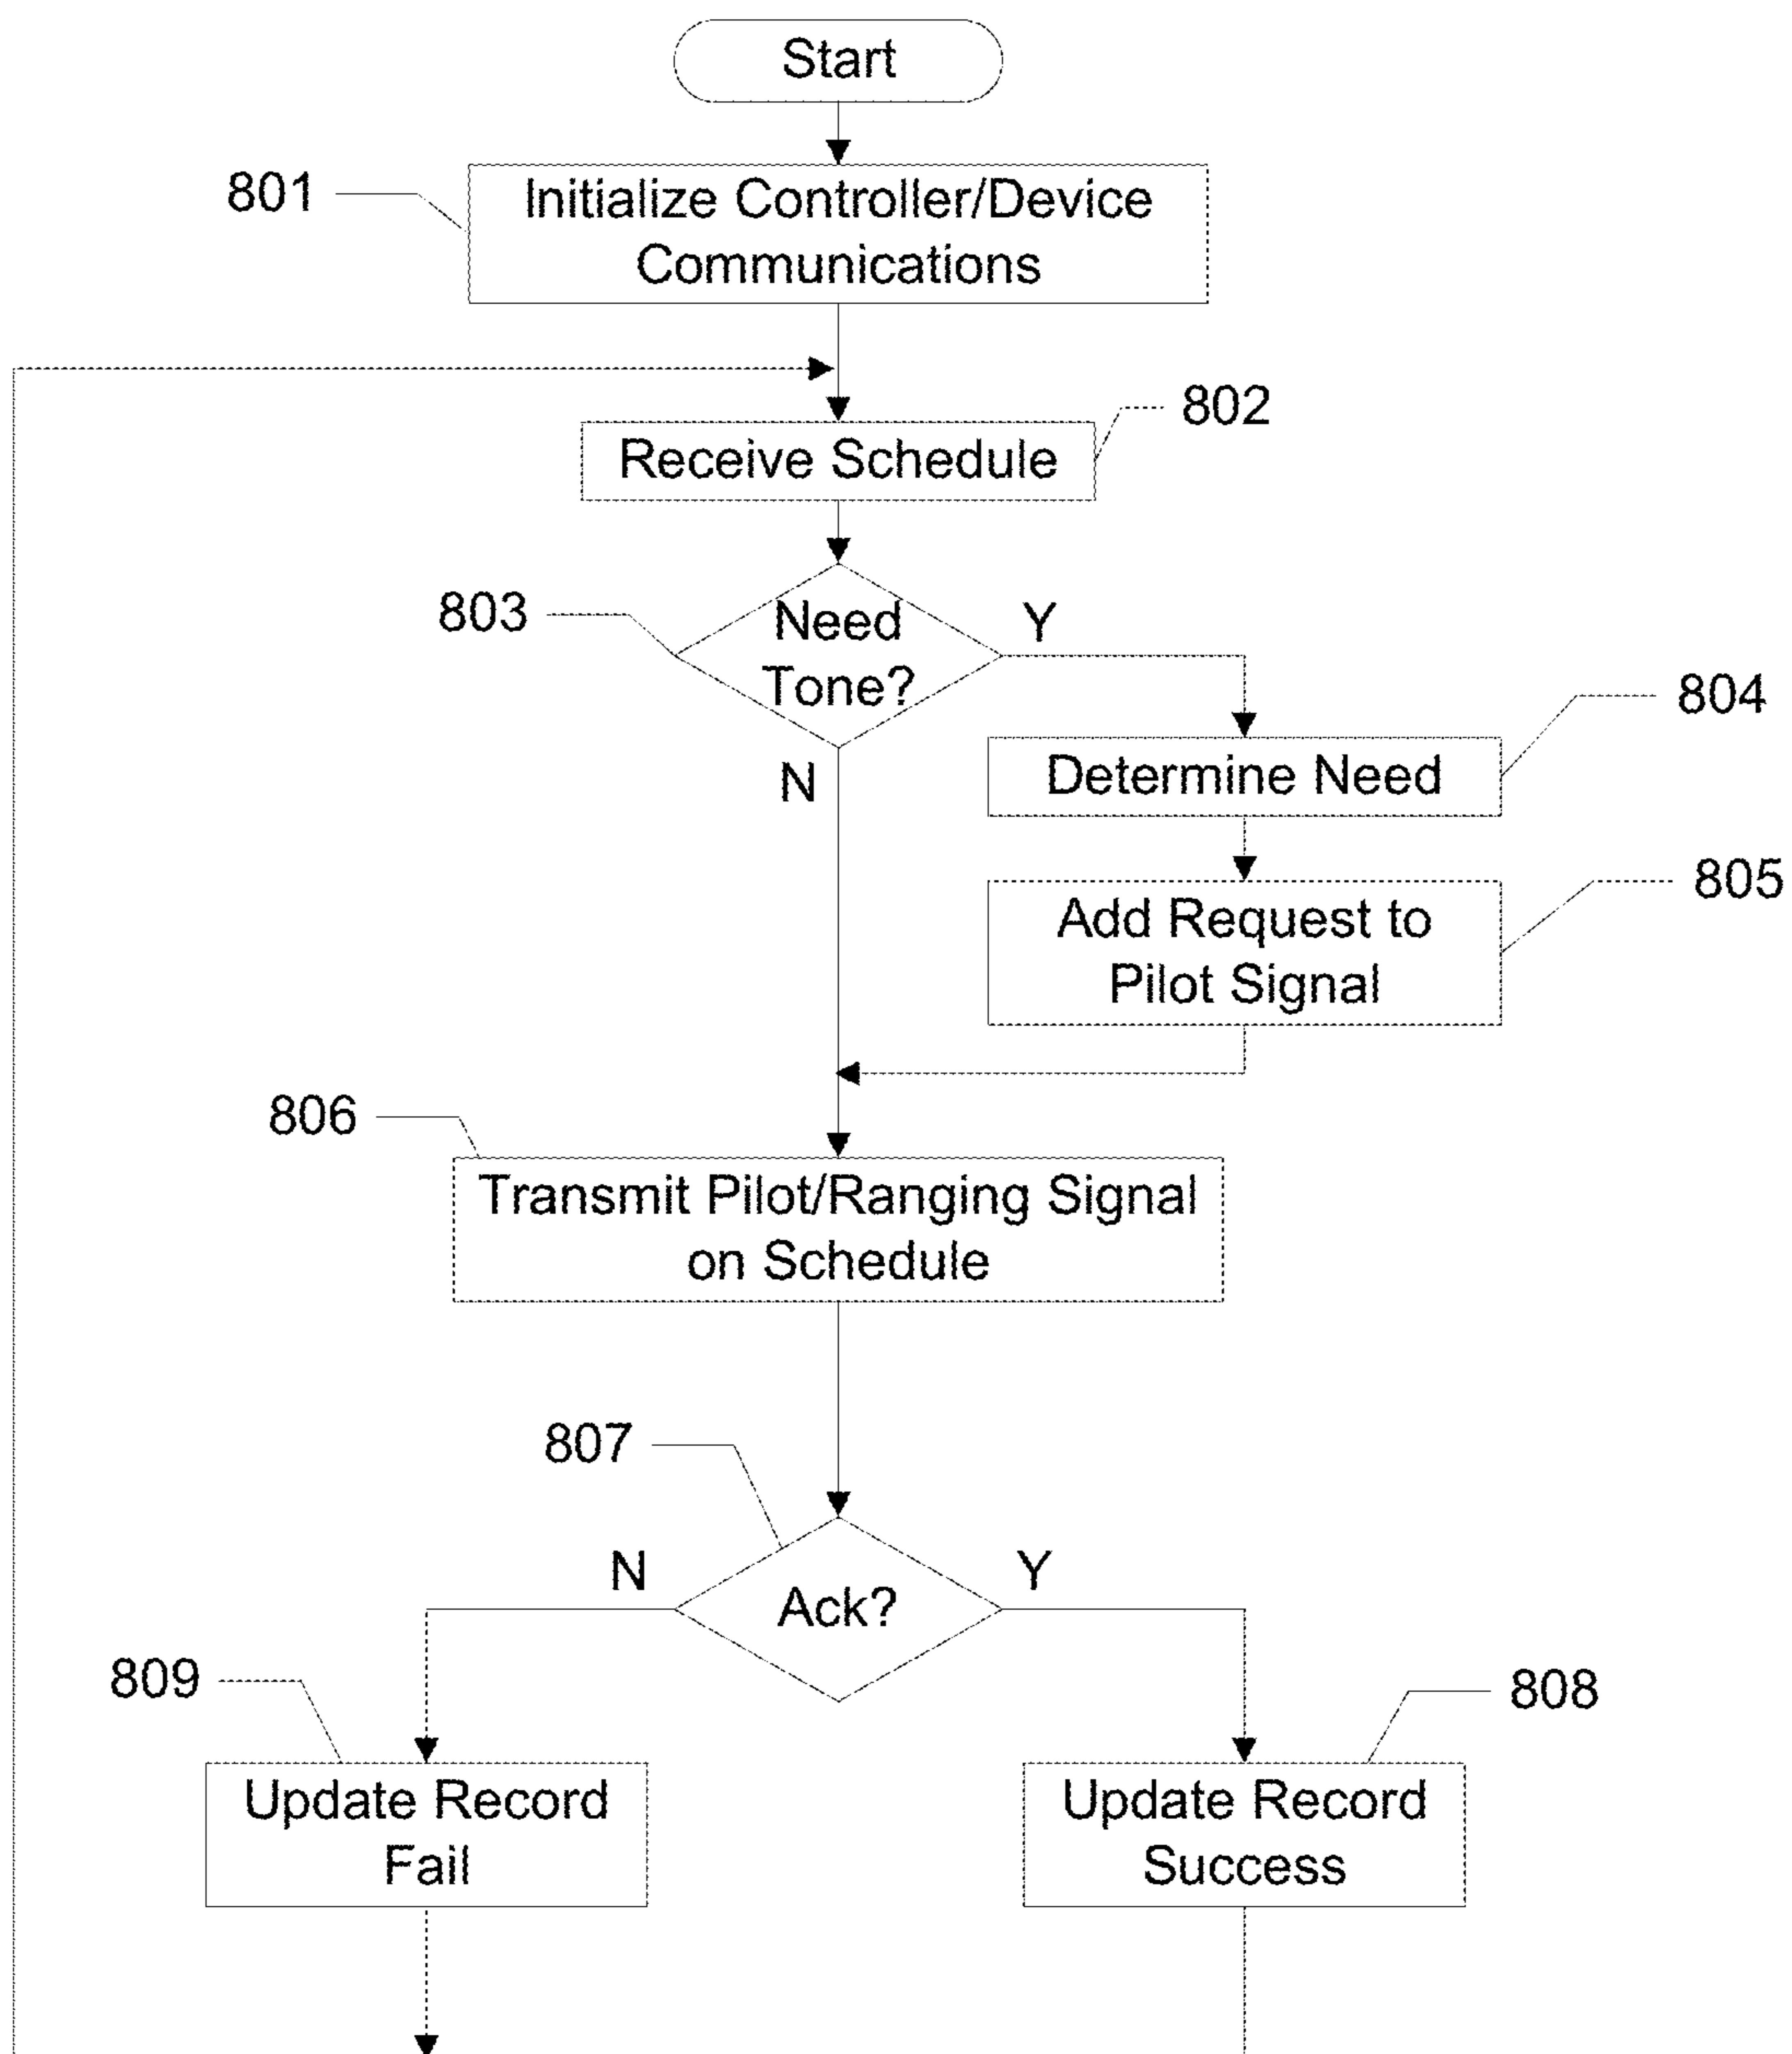 Start
801
Initialize Controller/Device
Communications
802
Receive Schedule
803
Need
Tone?
Y
N
804
Determine Need
805
Add Request to
Pilot Signal
806
Transmit Pilot/Ranging Signal
on Schedule
807
N
Ack?
Y
809
808
Update Record
Fail
Update Record
Success